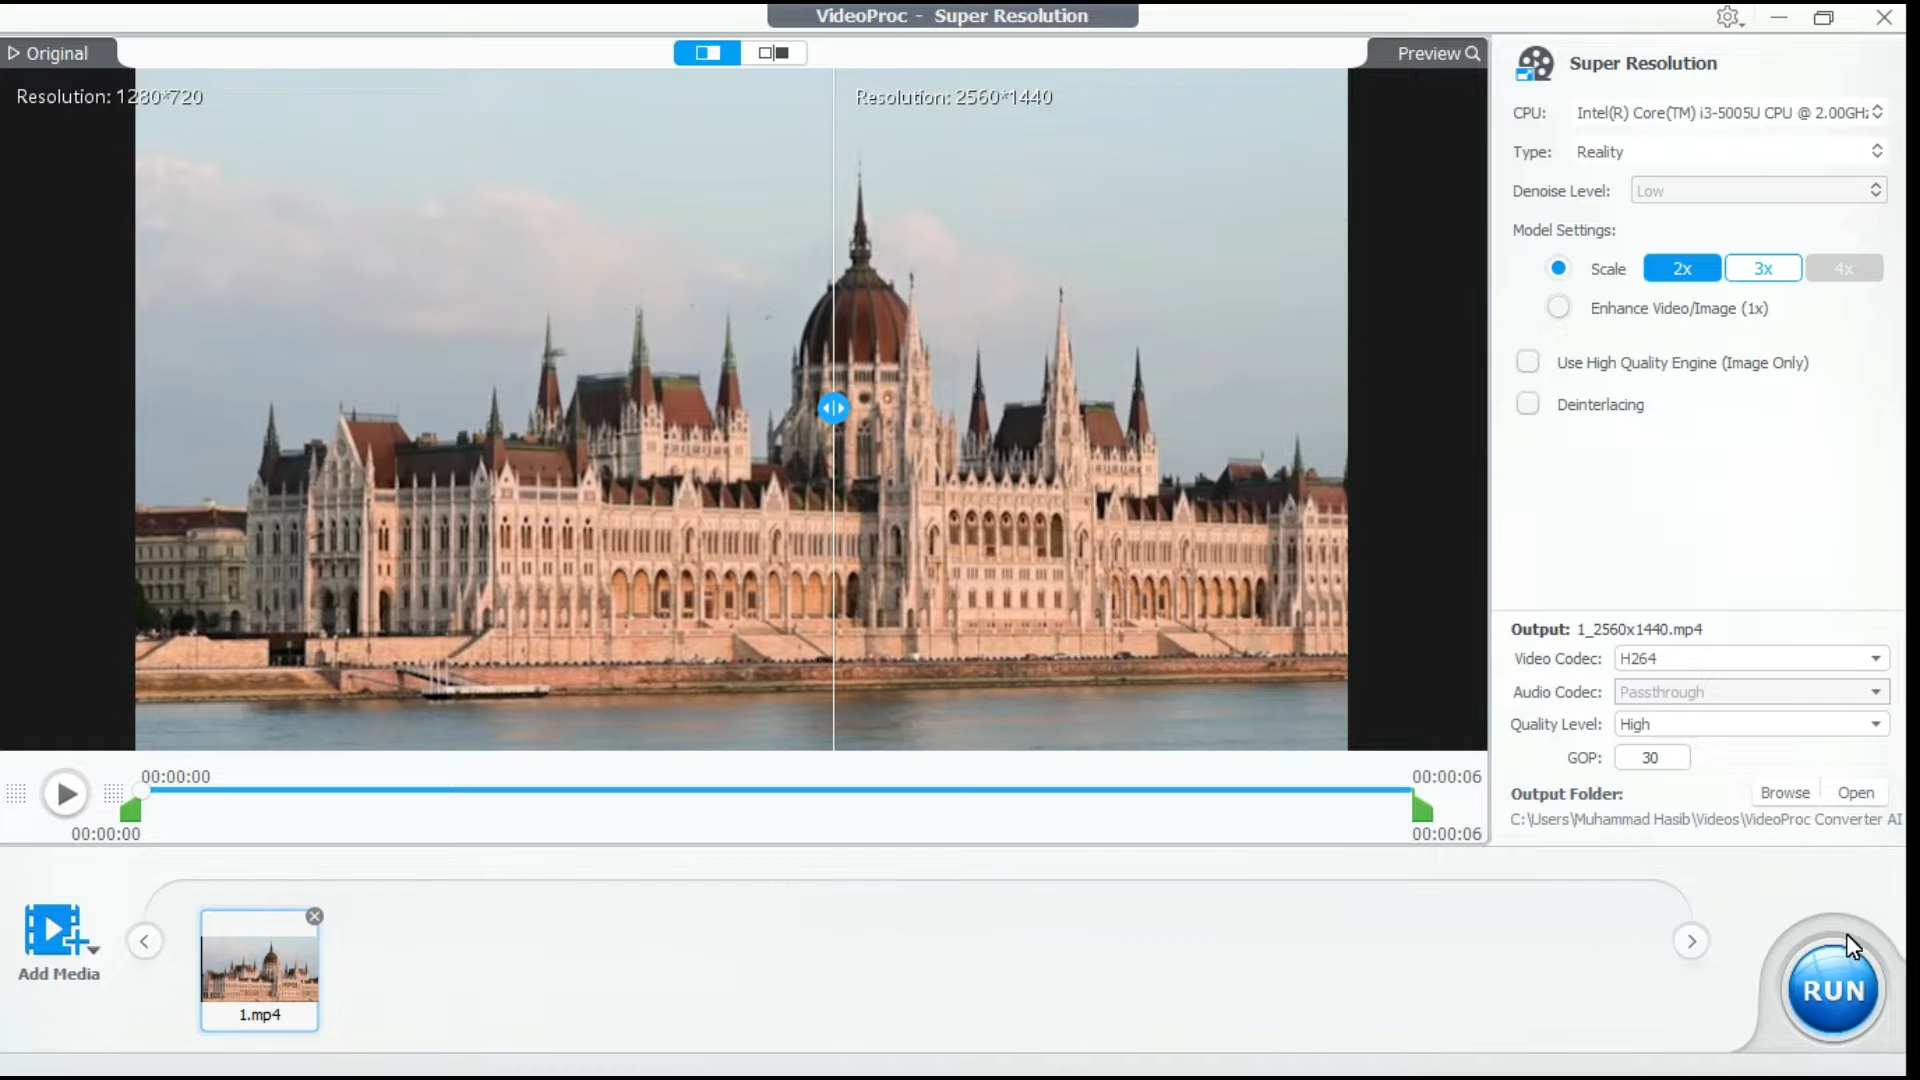 VideoProc - Super Resolution
Original
Preview
Resolution: 1280*720
Resolution: 2560*1440
Super Resolution
CPU: Intel(R) Core(TM) i3-5005U CPU @ 2.00GHz
Type: Reality
Denoise Level: Low
Model Settings:
Scale 2x 3x 4x
Enhance Video/Image (1x)
Use High Quality Engine (Image Only)
Deinterlacing
Output: 1_2560x1440.mp4
Video Codec: H264
Audio Codec: Passthrough
Quality Level: High
GOP: 30
Output Folder: Browse Open
C:\Users\Muhammad Hasib\Videos\VideoProc Converter AI
00:00:00
00:00:06
00:00:00
00:00:06
Add Media
1.mp4
RUN